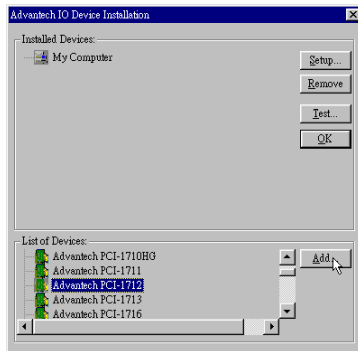 Advantech IO Device Installation
Installed Devices:
My Computer
Setup...
Remove
Test...
OK
List of Devices:
Advantech PCI-1710HG
Advantech PCI-1711
Advantech PCI-1712
Advantech PCI-1713
Advantech PCI-1716
Add...